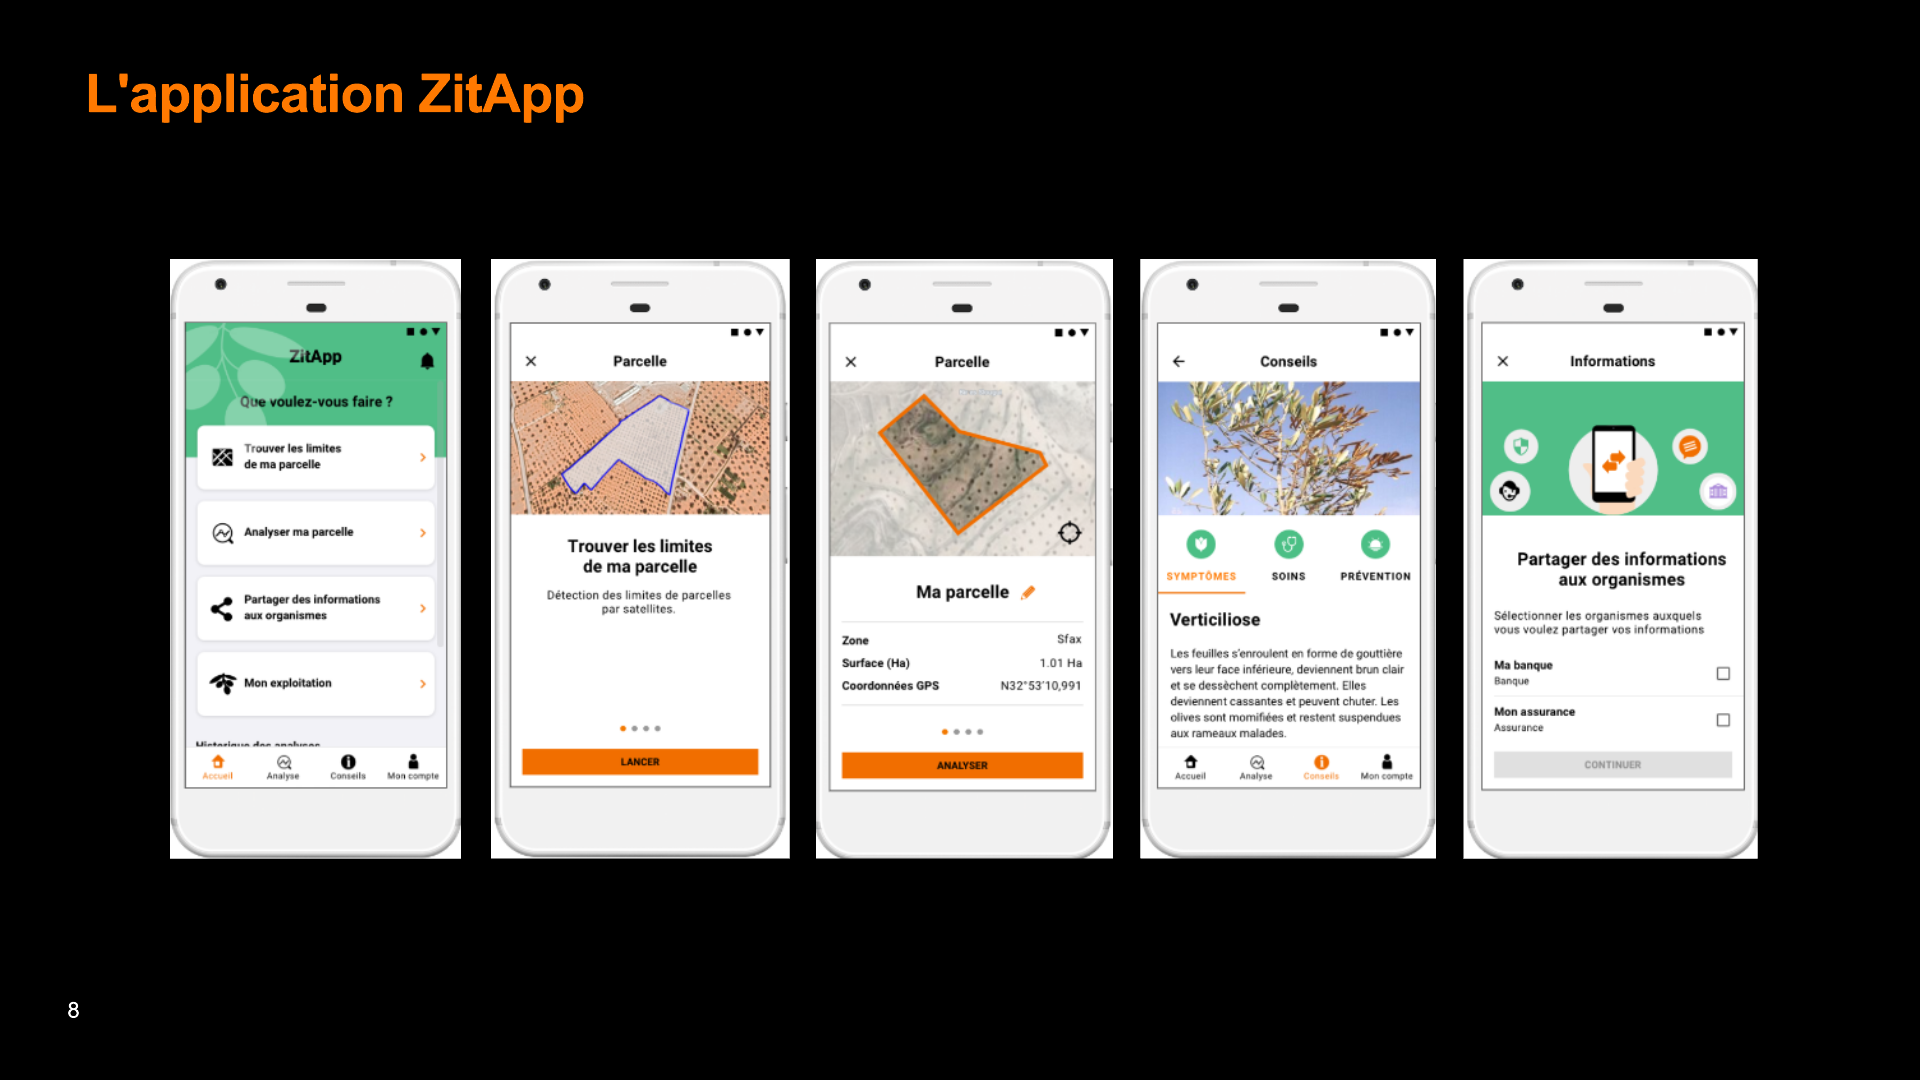 L'application ZitApp
ZitApp
Que voulez-vous faire ?
Trouver les limites
de ma parcelle
Analyser ma parcelle
Partager des informations
aux organismes
Mon exploitation
Historique des analyses
Accueil Analyse Conseils Mon compte
Parcelle
Trouver les limites
de ma parcelle
Détection des limites de parcelles
par satellites.
LANCER
Parcelle
Ma parcelle
Zone Sfax
Surface (Ha) 1.01 Ha
Coordonnées GPS N32°53'10,991
ANALYSER
Conseils
SYMPTÔMES SOINS PRÉVENTION
Verticiliose
Les feuilles s'enroulent en forme de gouttière
vers leur face inférieure, deviennent brun clair
et se dessèchent complètement. Elles
deviennent cassantes et peuvent chuter. Les
olives sont momifiées et restent suspendues
aux rameaux malades.
Accueil Analyse Conseils Mon compte
Informations
Partager des informations
aux organismes
Sélectionner les organismes auxquels
vous voulez partager vos informations
Ma banque
Banque
Mon assurance
Assurance
CONTINUER
8